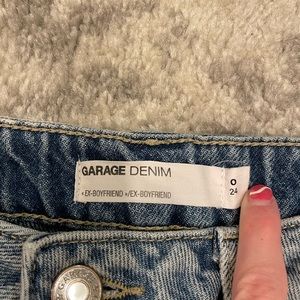 GARAGE DENIM
«EX-BOYFRIEND »/EX-BOYFRIEND
0
24